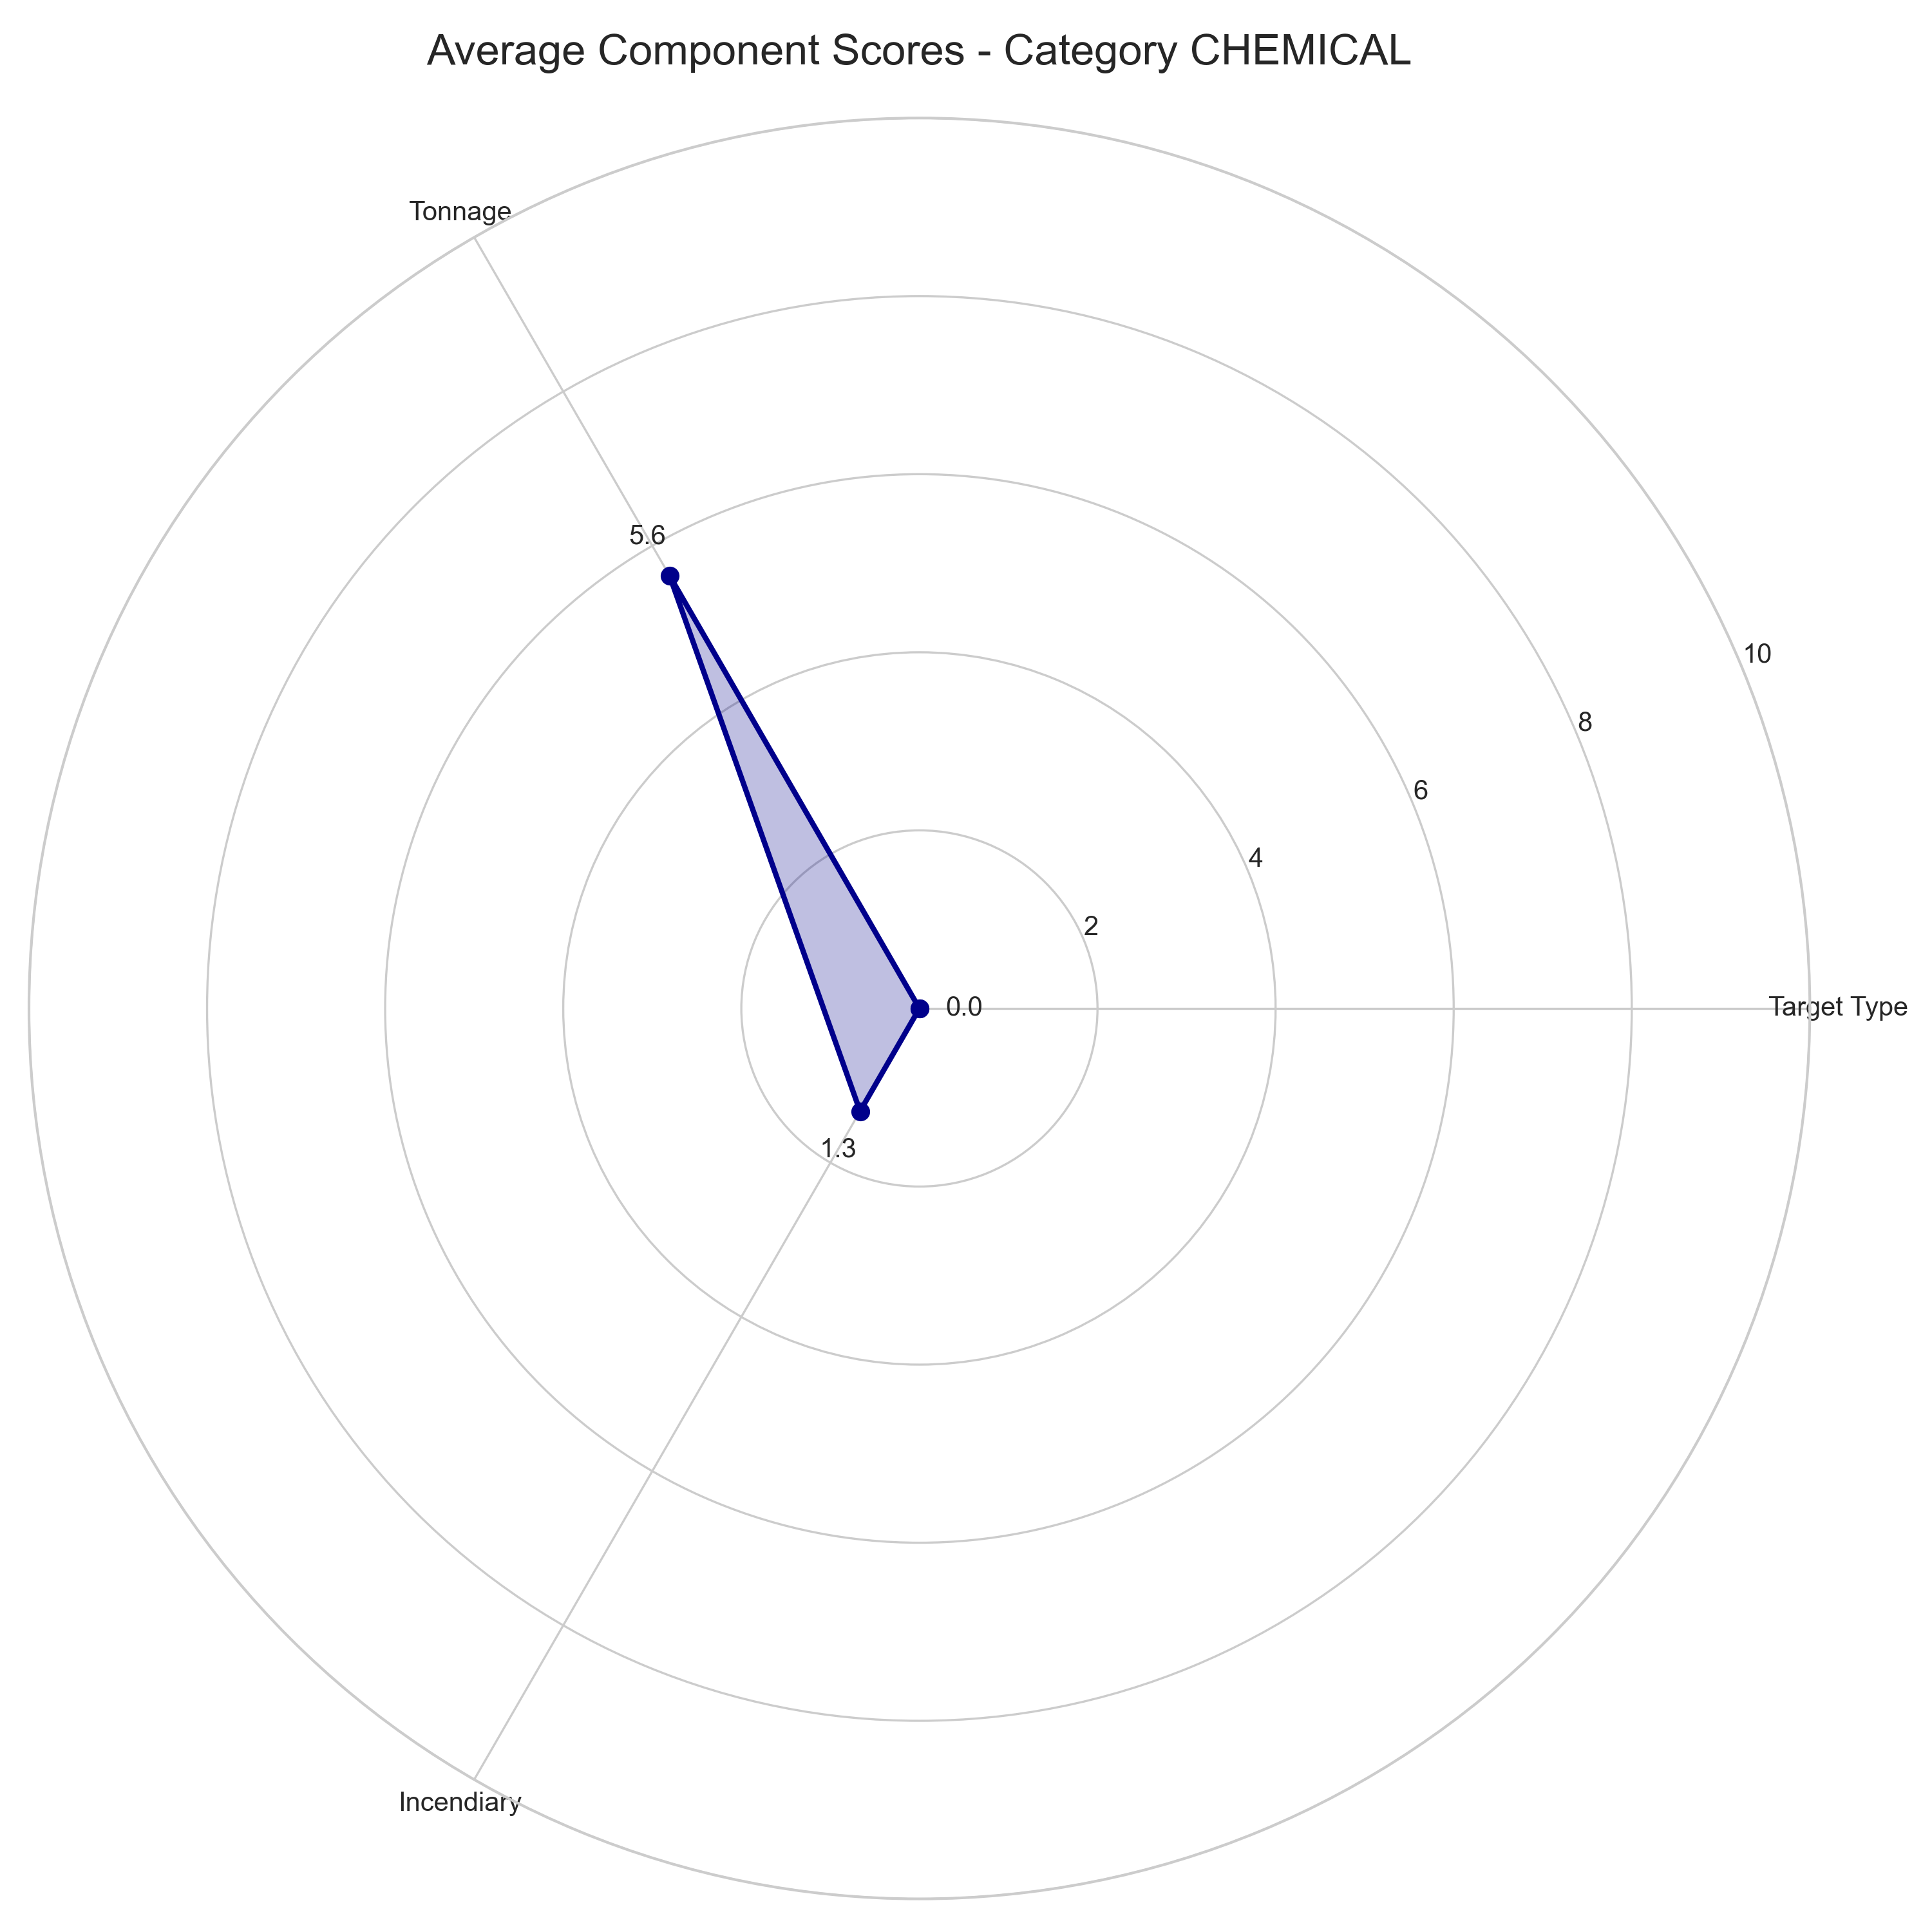 Average Component Scores - Category CHEMICAL
Tonnage
5.6
10
8
6
4
2
0.0
Target Type
1.3
Incendiary